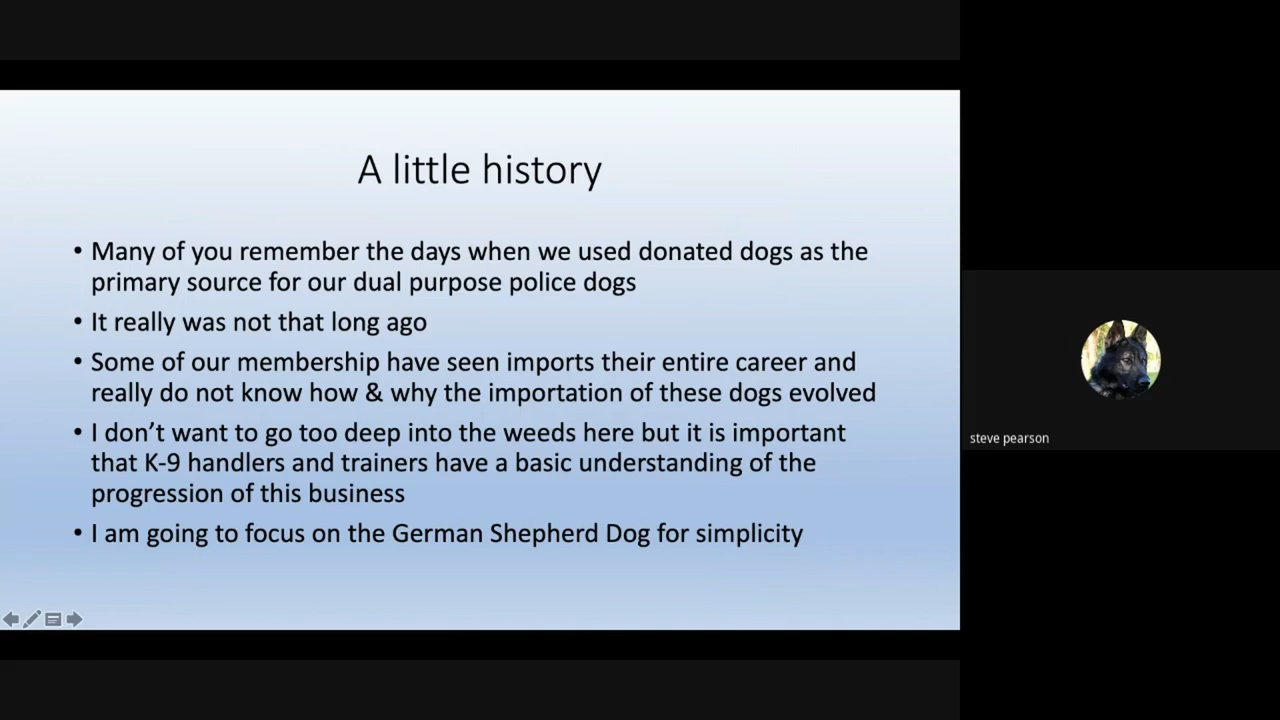 A little history
• Many of you remember the days when we used donated dogs as the
primary source for our dual purpose police dogs
• It really was not that long ago
• Some of our membership have seen imports their entire career and
really do not know how & why the importation of these dogs evolved
• I don’t want to go too deep into the weeds here but it is important
that K-9 handlers and trainers have a basic understanding of the
progression of this business
• I am going to focus on the German Shepherd Dog for simplicity
steve pearson